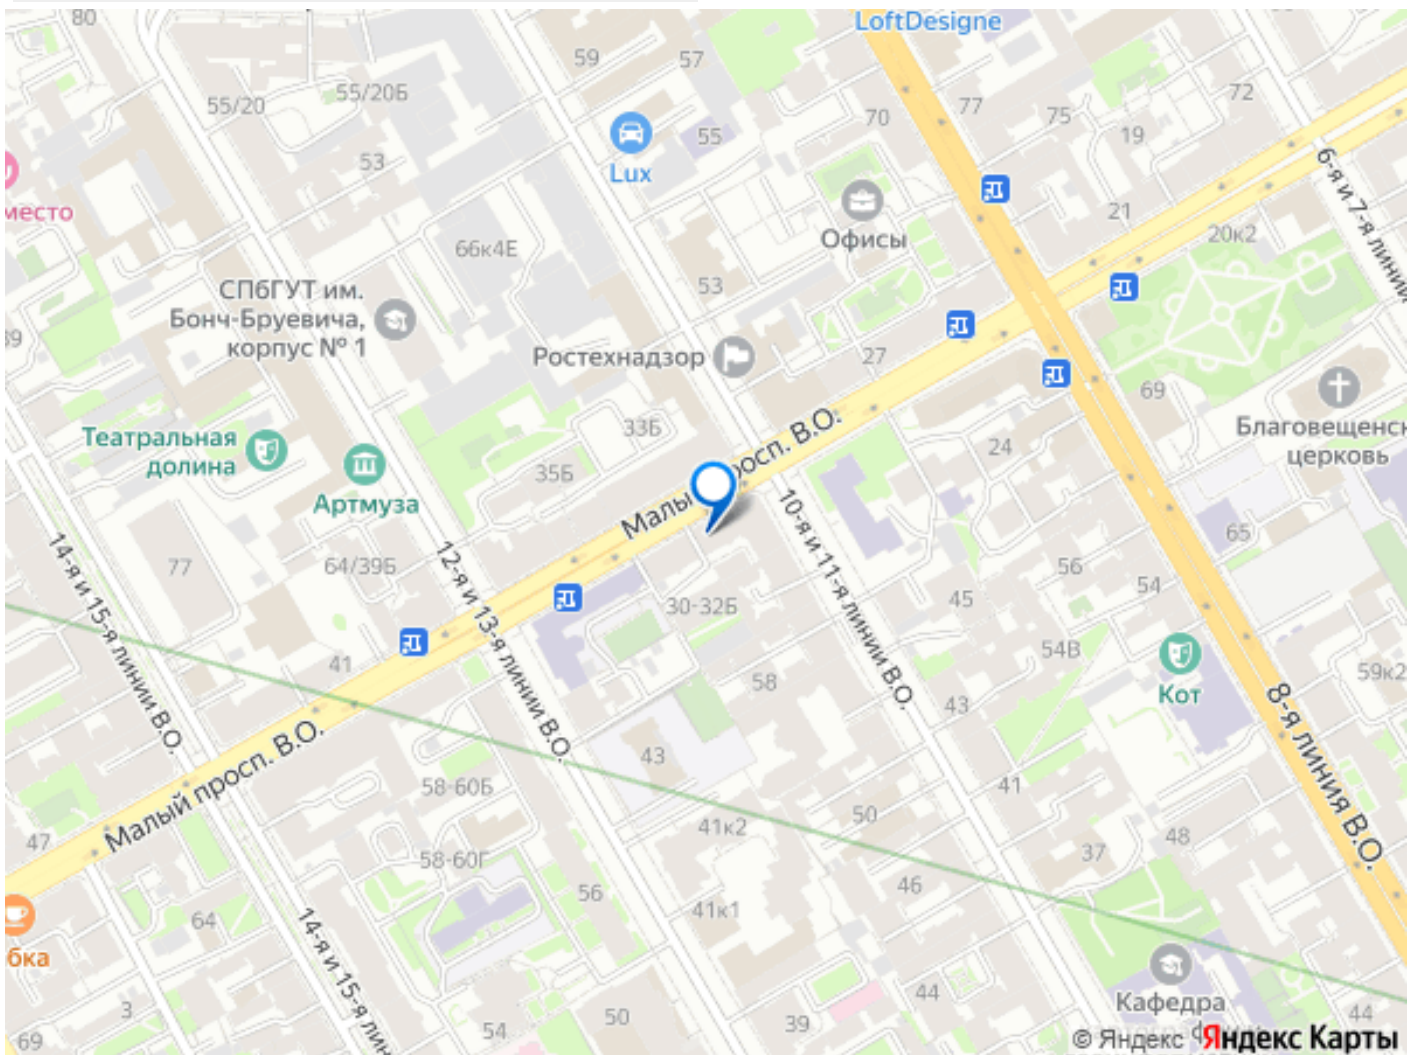 80
LoftDesigne
59
57
55/20
55/20Б
70
77
75
72
19
53
55
Lux
место
21
20к2
6-я и 7-я линии
66к4Е
Офисы
СПбГУТ им.
Бонч-Бруевича,
корпус № 1
53
39
Ростехнадзор
27
69
Благовещенск
церковь
Театральная
долина
33Б
Малый просп. В.О.
24
35Б
Артмуза
10-я и 11-я линии В.О.
65
77
64/39Б
12-я и 13-я линии В.О.
14-я и 15-я линии В.О.
56
54
45
30-32Б
54В
41
58
59к2
Кот
43
8-я линия В.О.
43
Малый просп. В.О.
58-60Б
41
47
41к2
50
48
37
58-60Г
46
56
41к1
64
14-я и 15-я лин
бка
3
44
Кафедра
44
69
54
50
39
© Яндекс Яндекс Карты